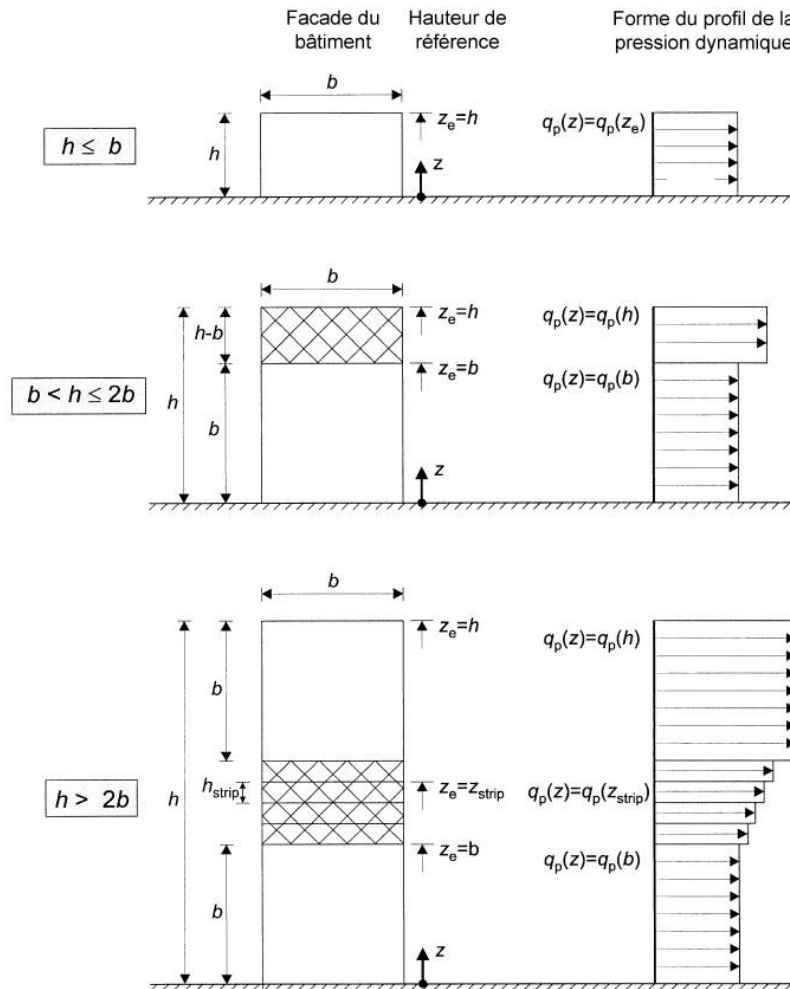 Facade du bâtiment
Hauteur de référence
Forme du profil de la pression dynamique
h ≤ b
b
h
z_e=h
z
q_p(z)=q_p(z_e)
b < h ≤ 2b
b
h-b
h
b
z_e=h
z_e=b
z
q_p(z)=q_p(h)
q_p(z)=q_p(b)
h > 2b
b
h
b
h_strip
b
z_e=h
z_e=z_strip
z_e=b
z
q_p(z)=q_p(h)
q_p(z)=q_p(z_strip)
q_p(z)=q_p(b)